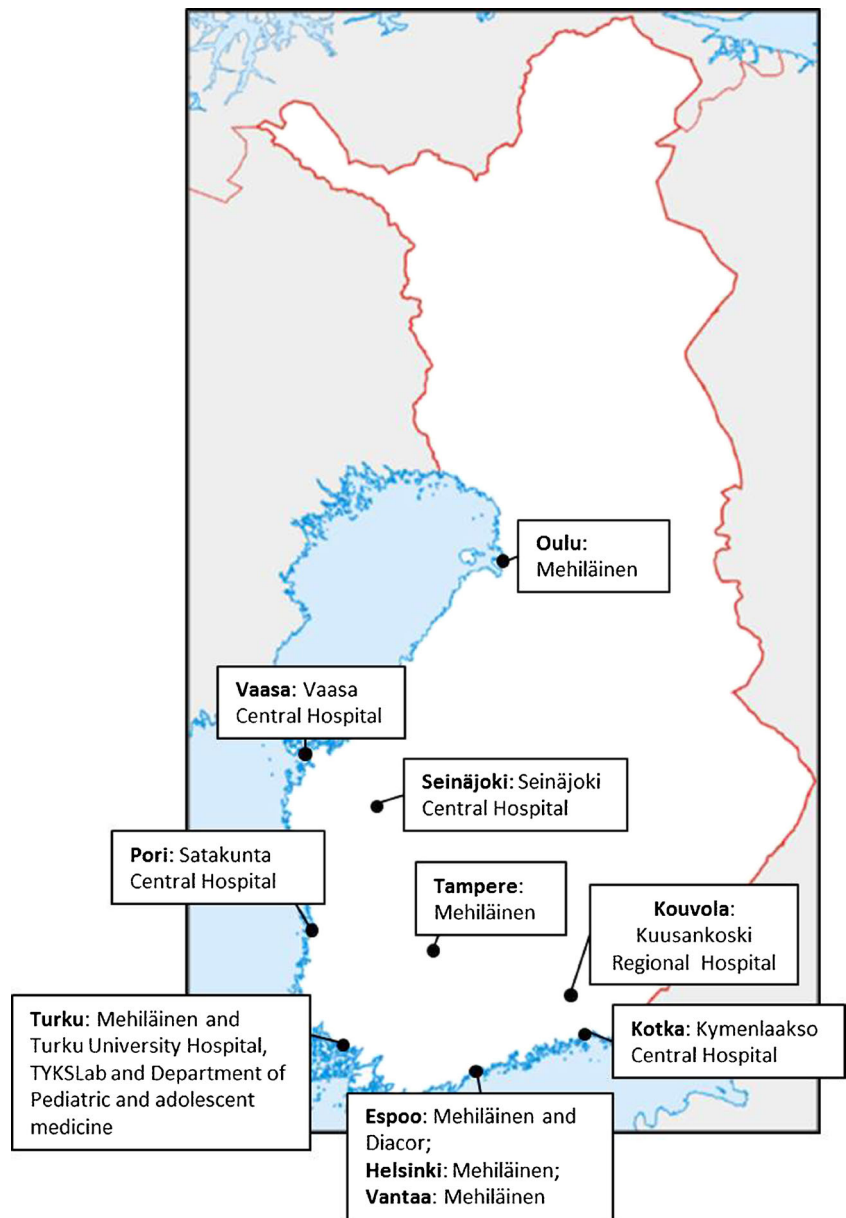 Oulu:
Mehiläinen
Vaasa: Vaasa
Central Hospital
Seinäjoki: Seinäjoki
Central Hospital
Pori: Satakunta
Central Hospital
Tampere:
Mehiläinen
Kouvola:
Kuusankoski
Regional Hospital
Turku: Mehiläinen and
Turku University Hospital,
TYKSLab and Department of
Pediatric and adolescent
medicine
Kotka: Kymenlaakso
Central Hospital
Espoo: Mehiläinen and
Diacor;
Helsinki: Mehiläinen;
Vantaa: Mehiläinen